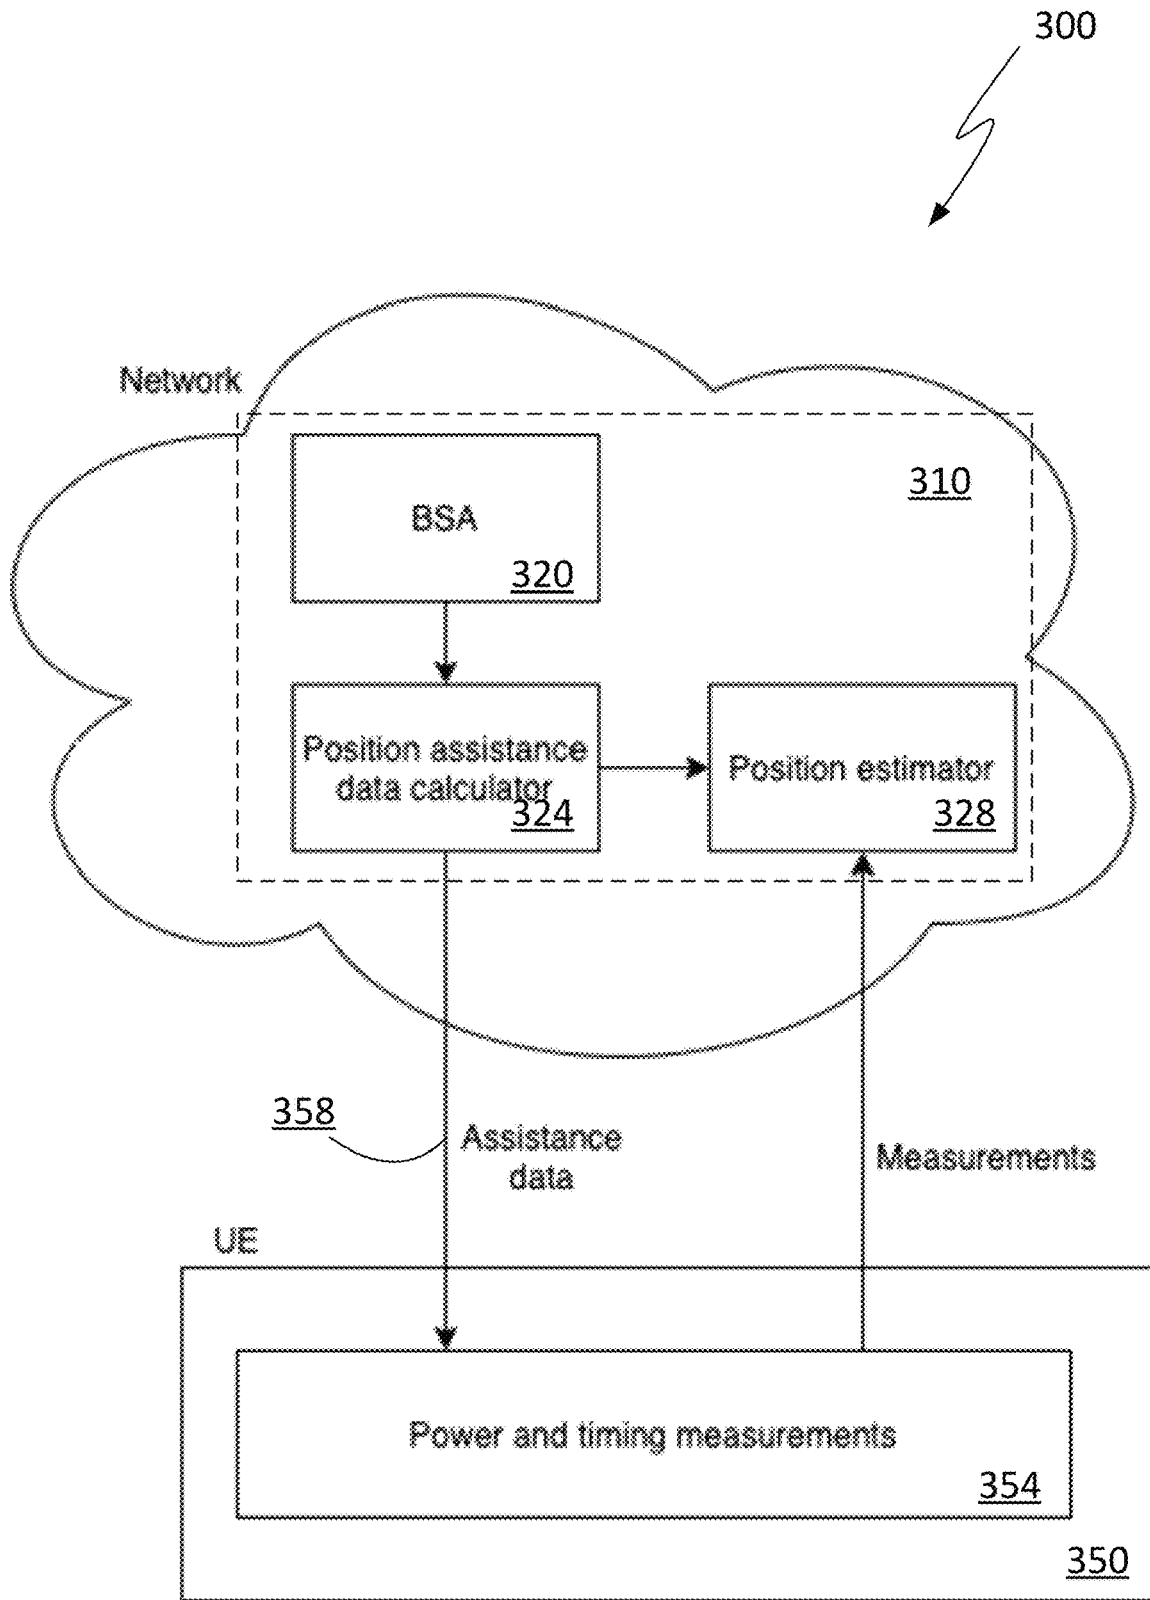 300
Network
310
BSA
320
Position assistance
data calculator
324
Position estimator
328
358
Assistance
data
Measurements
UE
Power and timing measurements
354
350